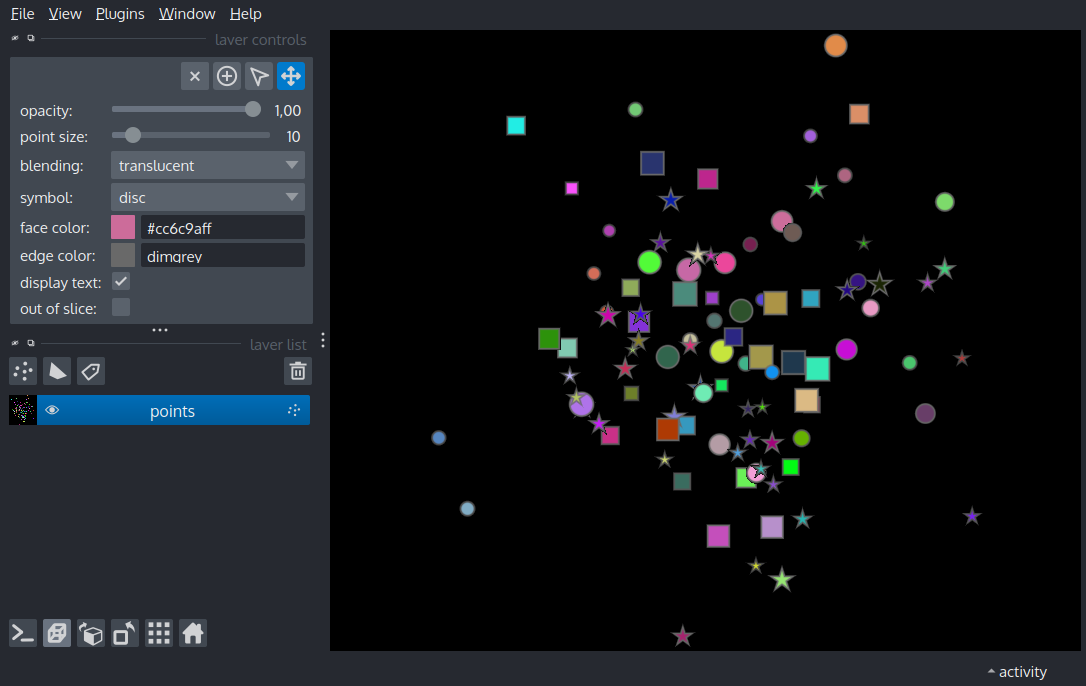 File View Plugins Window Help
layer controls
opacity: 1,00
point size: 10
blending: translucent
symbol: disc
face color: #cc6c9aff
edge color: dimgrey
display text:
out of slice:
layer list
points
activity